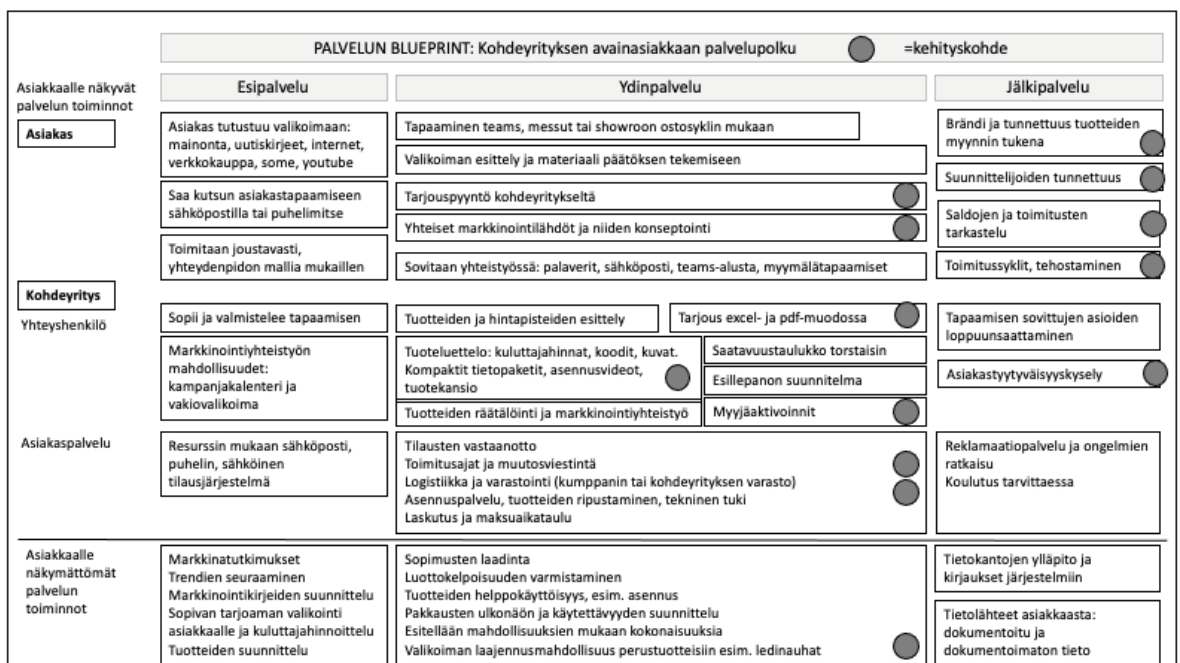 PALVELUN BLUEPRINT: Kohdeyrityksen avainasiakkaan palvelupolku
=kehityskohde
Asiakkaalle näkyvät
palvelun toiminnot
Esipalvelu
Ydinpalvelu
Jälkipalvelu
Asiakas
Asiakas tutustuu valikoimaan:
mainonta, uutiskirjeet, internet,
verkkokauppa, some, youtube
Saa kutsun asiakastapaamiseen
sähköpostilla tai puhelimitse
Toimitaan joustavasti,
yhteydenpidon mallia mukaillen
Tapaaminen teams, messut tai showroon ostosyklin mukaan
Valikoiman esittely ja materiaali päätöksen tekemiseen
Tarjouspyyntö kohdeyritykseltä
Yhteiset markkinointilähdöt ja niiden konseptointi
Sovitaan yhteistyössä: palaverit, sähköposti, teams-alusta, myymälätapaamiset
Brändi ja tunnettuus tuotteiden
myynnin tukena
Suunnittelijoiden tunnettuus
Saldojen ja toimitusten
tarkastelu
Toimitussyklit, tehostaminen
Kohdeyritys
Yhteyshenkilö
Sopii ja valmistelee tapaamisen
Markkinointiyhteistyön
mahdollisuudet:
kampanjakalenteri ja
vakiovalikoima
Tuotteiden ja hintapisteiden esittely
Tarjous excel- ja pdf-muodossa
Tuoteluettelo: kuluttajahinnat, koodit, kuvat.
Kompaktit tietopaketit, asennusvideot,
tuotekansio
Tuotteiden räätälöinti ja markkinointiyhteistyö
Saatavuustaulukko torstaisin
Esillepanon suunnitelma
Myyjäaktivoinnit
Tapaamisen sovittujen asioiden
loppuunsaattaminen
Asiakastyytyväisyyskysely
Asiakaspalvelu
Resurssin mukaan sähköposti,
puhelin, sähköinen
tilausjärjestelmä
Tilausten vastaanotto
Toimitusajat ja muutosviestintä
Logistiikka ja varastointi (kumppanin tai kohdeyrityksen varasto)
Asennuspalvelu, tuotteiden ripustaminen, tekninen tuki
Laskutus ja maksuaikataulu
Reklamaatiopalvelu ja ongelmien
ratkaisu
Koulutus tarvittaessa
Asiakkaalle
näkymättömät
palvelun
toiminnot
Markkinatutkimukset
Trendien seuraaminen
Markkinointikirjeiden suunnittelu
Sopivan tarjoaman valikointi
asiakkaalle ja kuluttajahinnoittelu
Tuotteiden suunnittelu
Sopimusten laadinta
Luottokelpoisuuden varmistaminen
Tuotteiden helppokäyttöisyys, esim. asennus
Pakkausten ulkonäön ja käytettävyyden suunnittelu
Esitellään mahdollisuuksien mukaan kokonaisuuksia
Valikoiman laajennusmahdollisuus perustuotteisiin esim. ledinauhat
Tietokantojen ylläpito ja
kirjaukset järjestelmiin
Tietolähteet asiakkaasta:
dokumentoitu ja
dokumentoimaton tieto